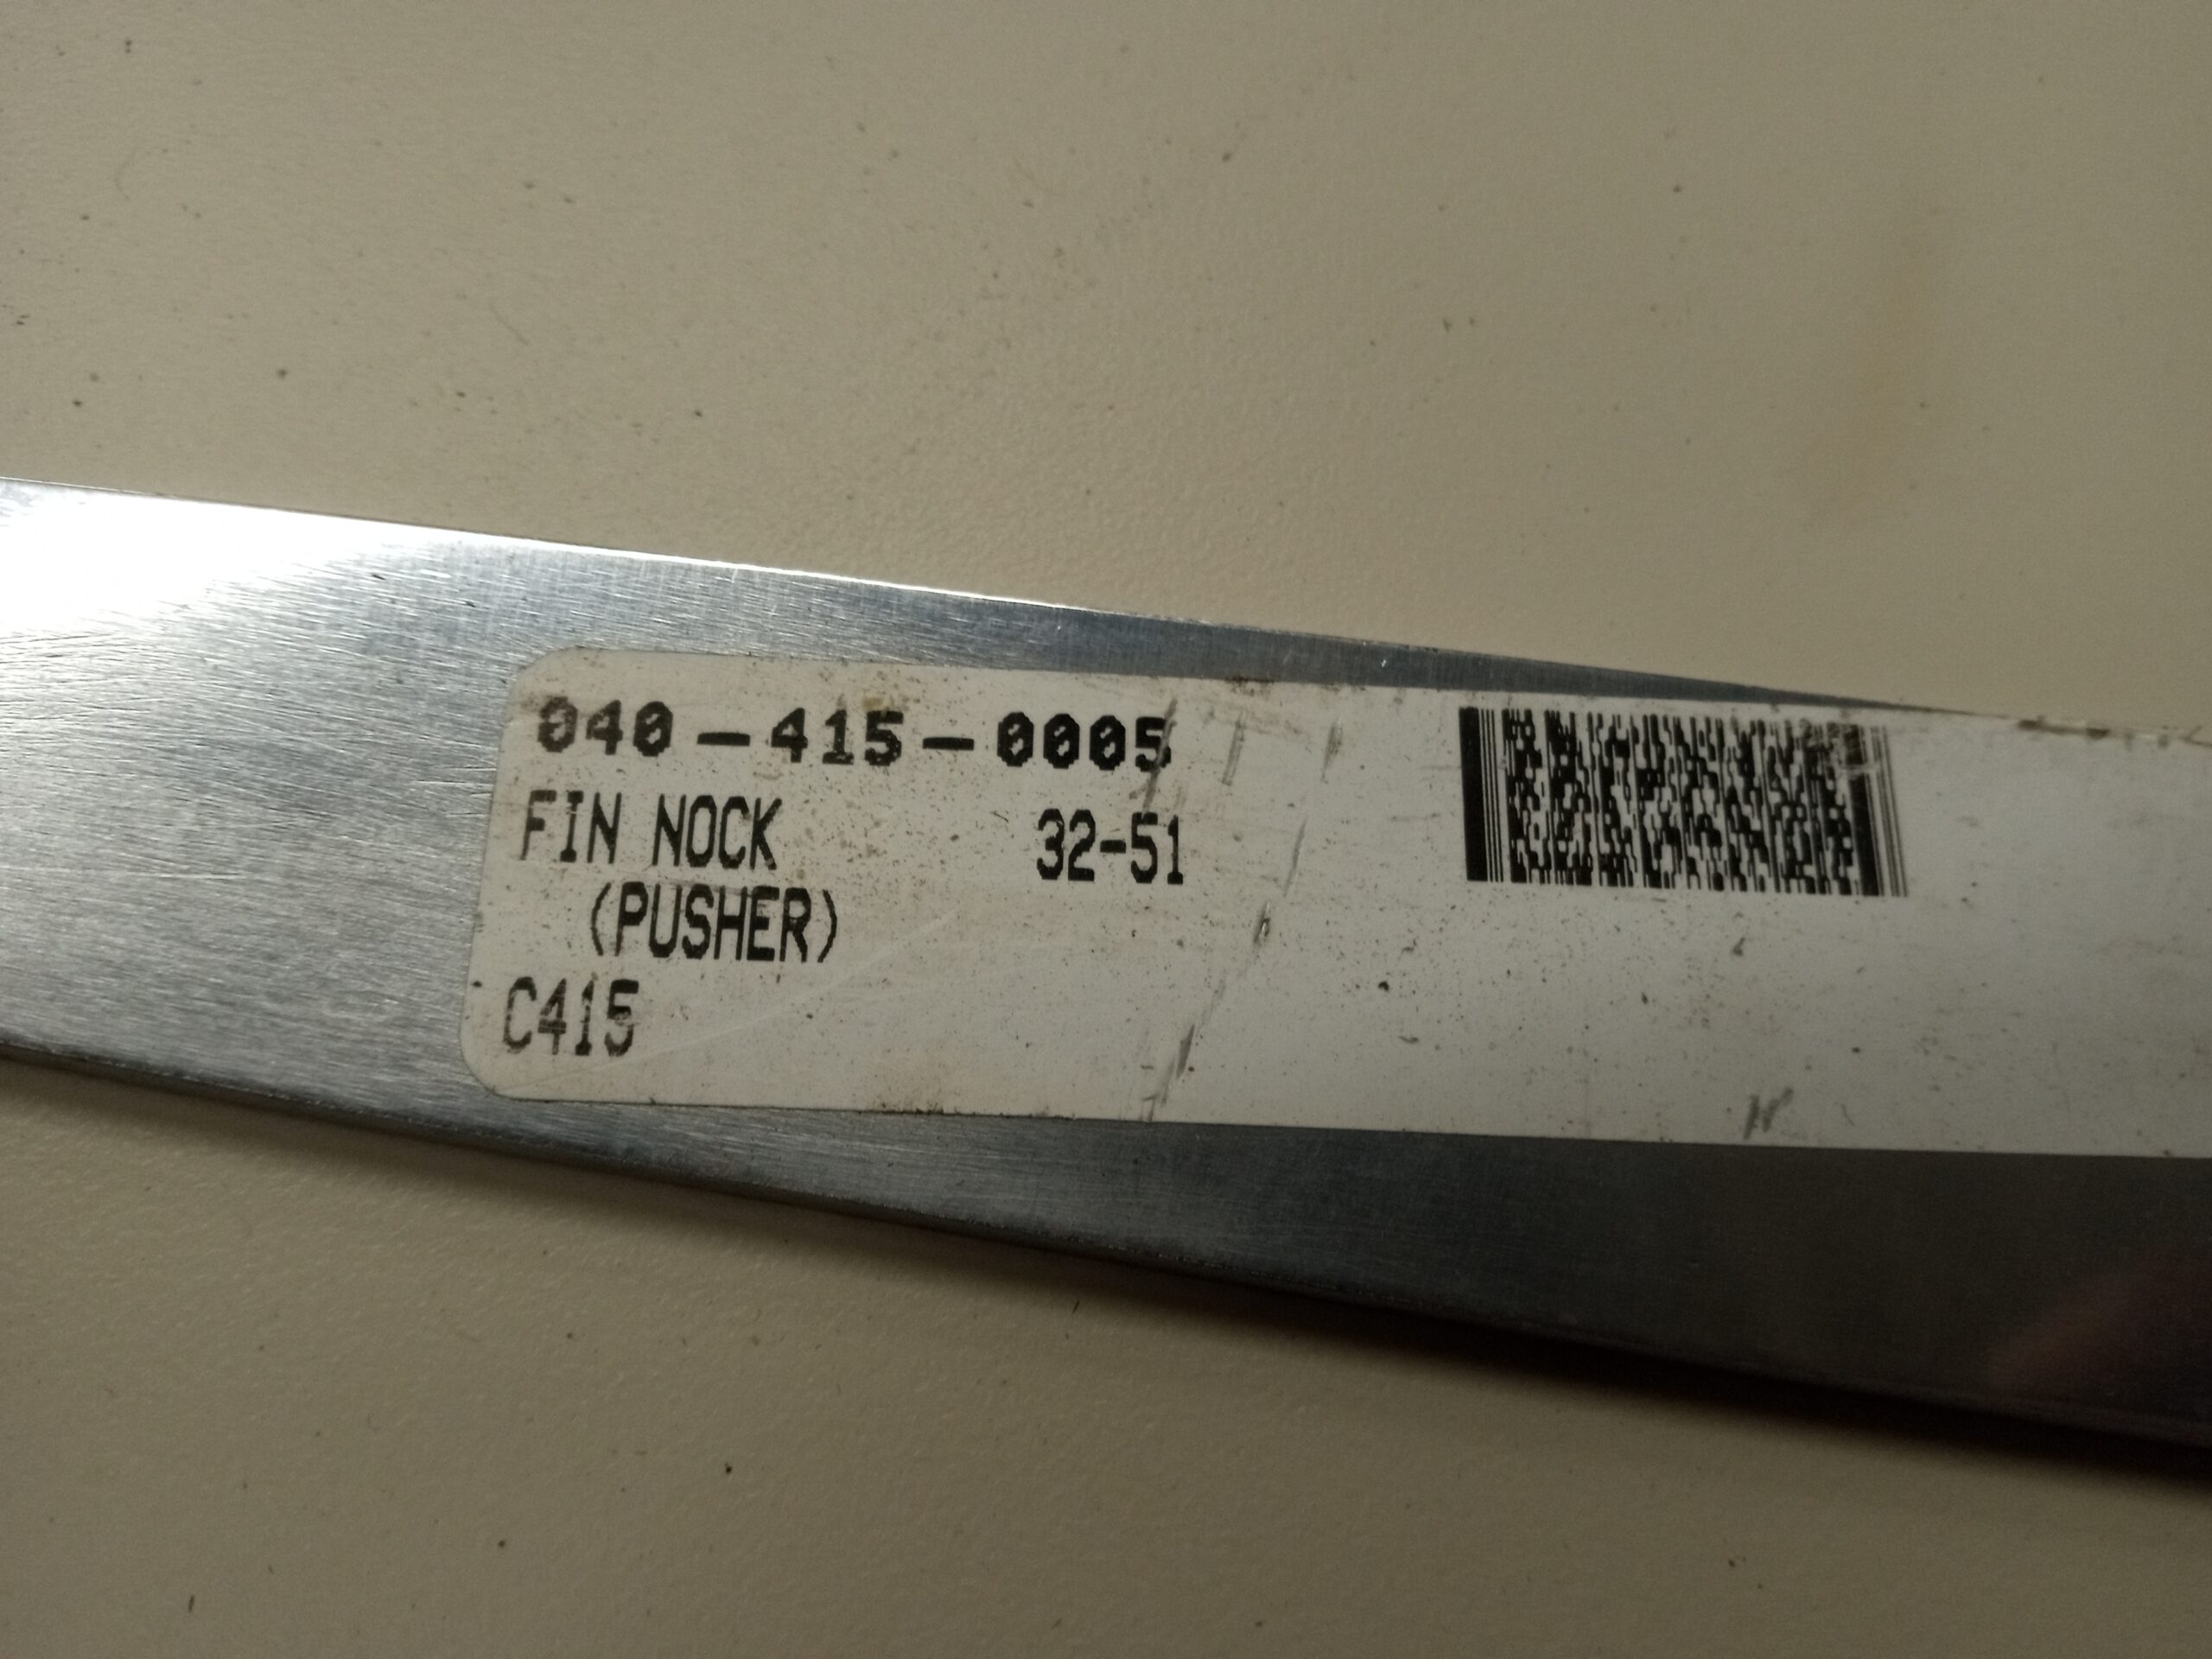 040-415-0005
FIN NOCK 32-51
(PUSHER)
C415